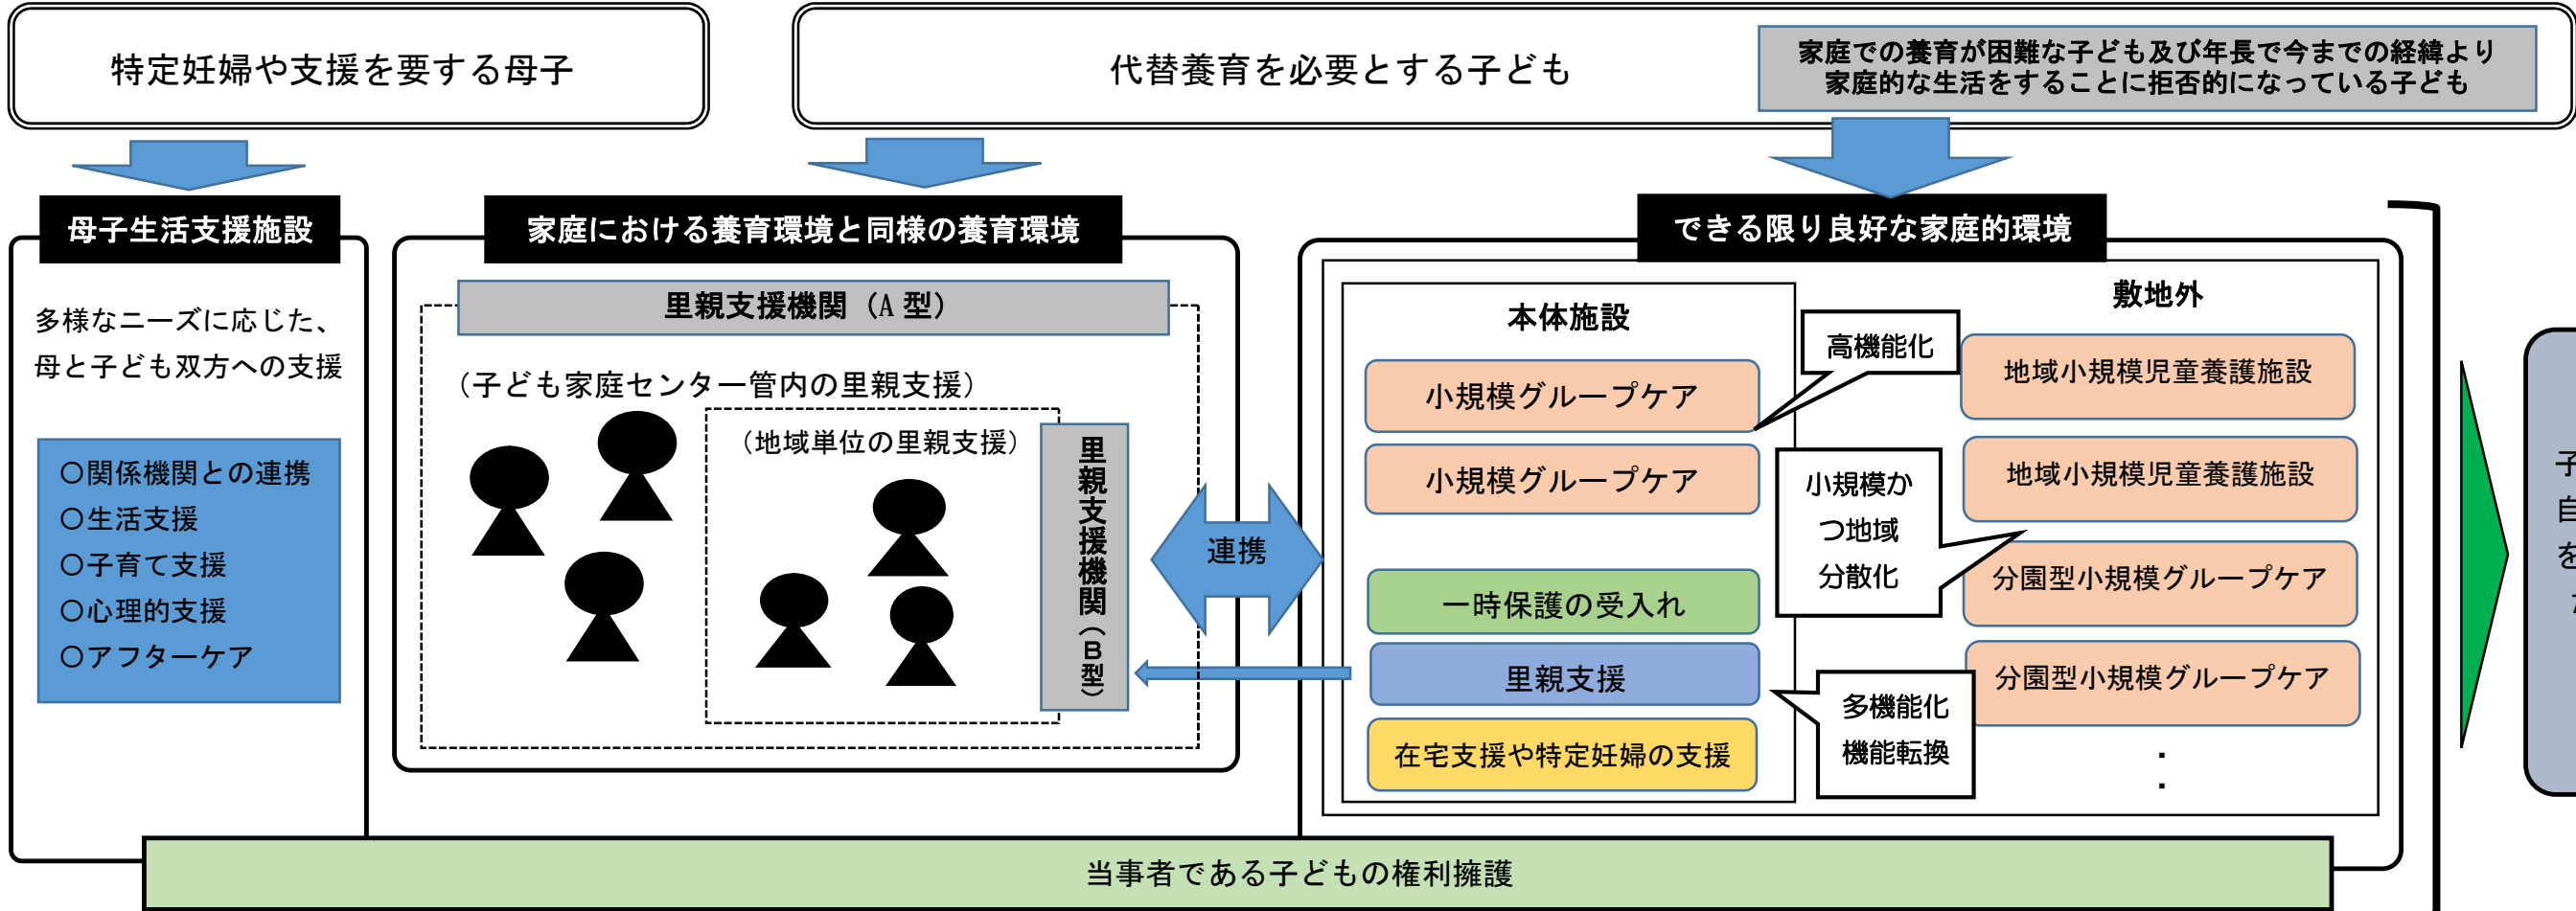 特定妊婦や支援を要する母子
代替養育を必要とする子ども
家庭での養育が困難な子ども及び年長で今までの経緯より
家庭的な生活をすることに拒否的になっている子ども
母子生活支援施設
多様なニーズに応じた、
母と子ども双方への支援
〇関係機関との連携
〇生活支援
〇子育て支援
〇心理的支援
〇アフターケア
家庭における養育環境と同様の養育環境
里親支援機関（A 型）
（子ども家庭センター管内の里親支援）
（地域単位の里親支援）
里親支援機関（B型）
連携
できる限り良好な家庭的環境
本体施設
小規模グループケア
小規模グループケア
一時保護の受入れ
里親支援
在宅支援や特定妊婦の支援
高機能化
小規模か
つ地域
分散化
多機能化
機能転換
敷地外
地域小規模児童養護施設
地域小規模児童養護施設
分園型小規模グループケア
分園型小規模グループケア
・
・
子
自
を
当事者である子どもの権利擁護